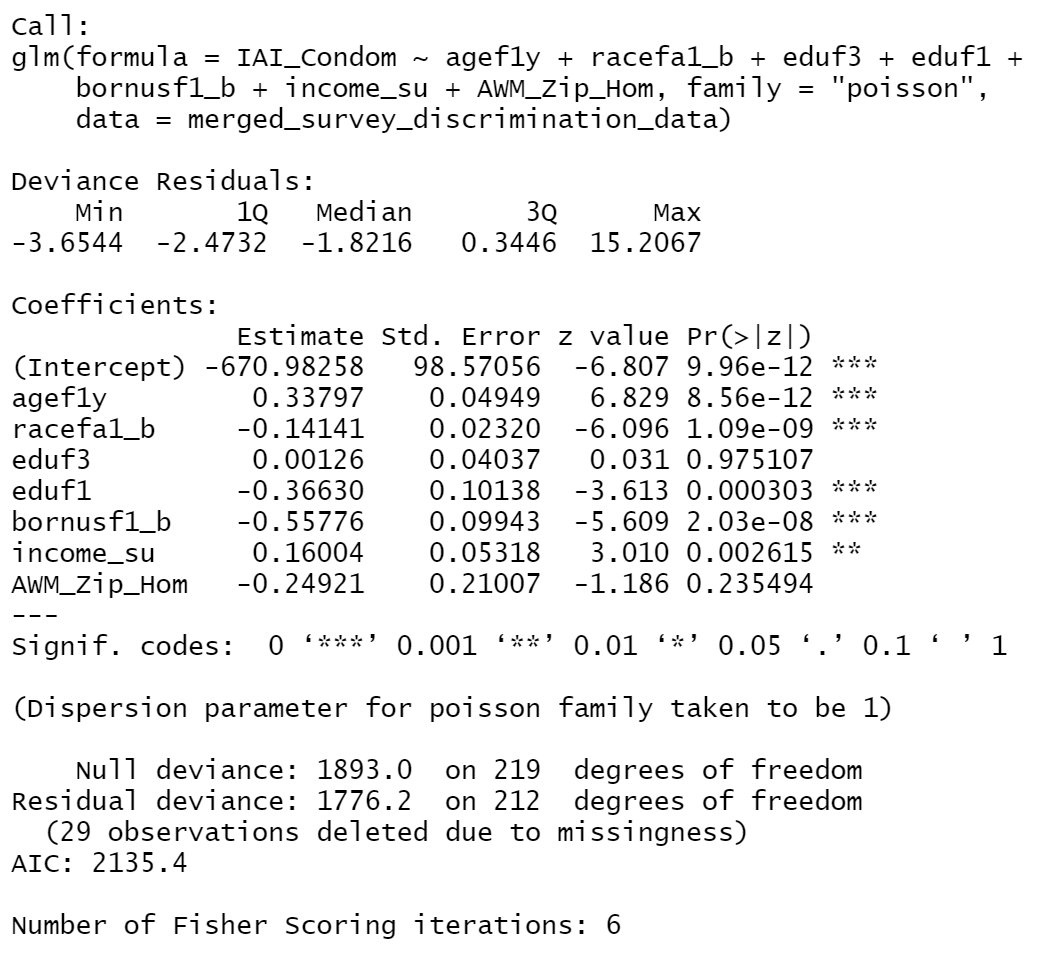 Call:
glm(formula = IAI_Condom ~ agef1y + racefa1_b + eduf3 + eduf1 +
    bornusf1_b + income_su + AWM_Zip_Hom, family = "poisson",
    data = merged_survey_discrimination_data)

Deviance Residuals:
    Min       1Q   Median       3Q      Max
-3.6544  -2.4732  -1.8216   0.3446  15.2067

Coefficients:
              Estimate Std. Error z value Pr(>|z|)
(Intercept) -670.98258   98.57056  -6.807 9.96e-12 ***
agef1y         0.33797    0.04949   6.829 8.56e-12 ***
racefa1_b     -0.14141    0.02320  -6.096 1.09e-09 ***
eduf3          0.00126    0.04037   0.031 0.975107
eduf1         -0.36630    0.10138  -3.613 0.000303 ***
bornusf1_b    -0.55776    0.09943  -5.609 2.03e-08 ***
income_su      0.16004    0.05318   3.010 0.002615 **
AWM_Zip_Hom   -0.24921    0.21007  -1.186 0.235494
---
Signif. codes:  0 ‘***’ 0.001 ‘**’ 0.01 ‘*’ 0.05 ‘.’ 0.1 ‘ ’ 1

(Dispersion parameter for poisson family taken to be 1)

    Null deviance: 1893.0  on 219  degrees of freedom
Residual deviance: 1776.2  on 212  degrees of freedom
  (29 observations deleted due to missingness)
AIC: 2135.4

Number of Fisher Scoring iterations: 6